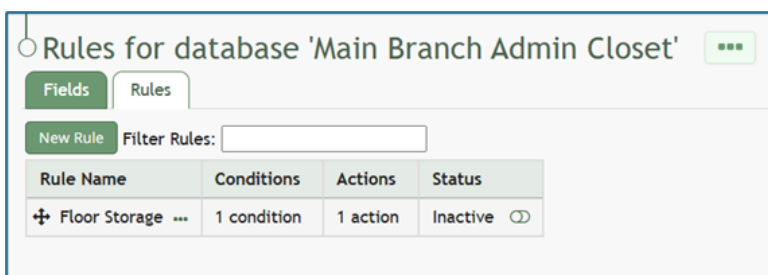 Rules for database 'Main Branch Admin Closet'
Fields Rules
New Rule Filter Rules:
Rule Name Conditions Actions Status
Floor Storage 1 condition 1 action Inactive